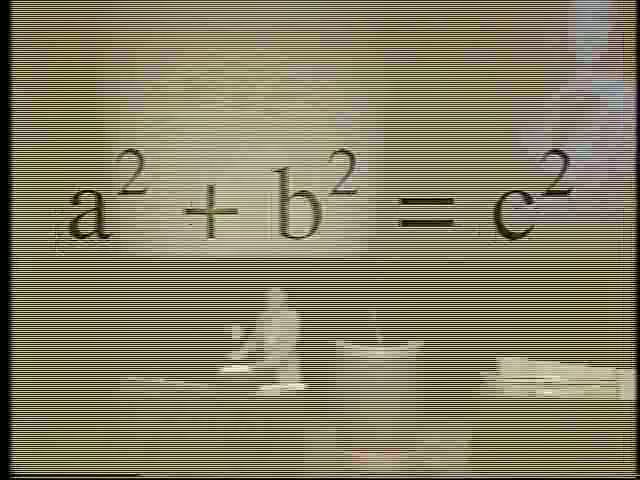 a² + b² = c²